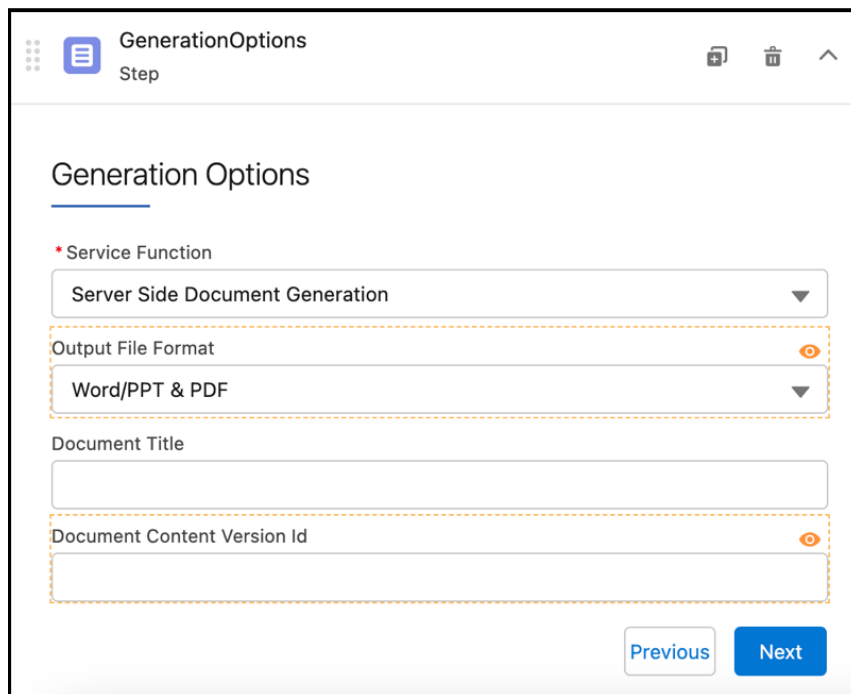 GenerationOptions
Step
Generation Options
* Service Function
Server Side Document Generation
Output File Format
Word/PPT & PDF
Document Title
Document Content Version Id
Previous Next